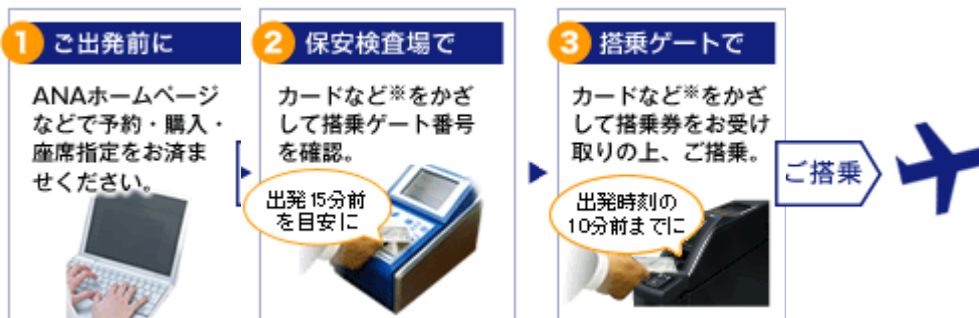 1 ご出発前に
ANAホームページ
などで予約・購入・
座席指定をお済ま
せください。
2 保安検査場で
カードなど※をかざ
して搭乗ゲート番号
を確認。
出発15分前
を目安に
3 搭乗ゲートで
カードなど※をかざ
して搭乗券をお受け
取りの上、ご搭乗。
出発時刻の
10分前までに
ご搭乗